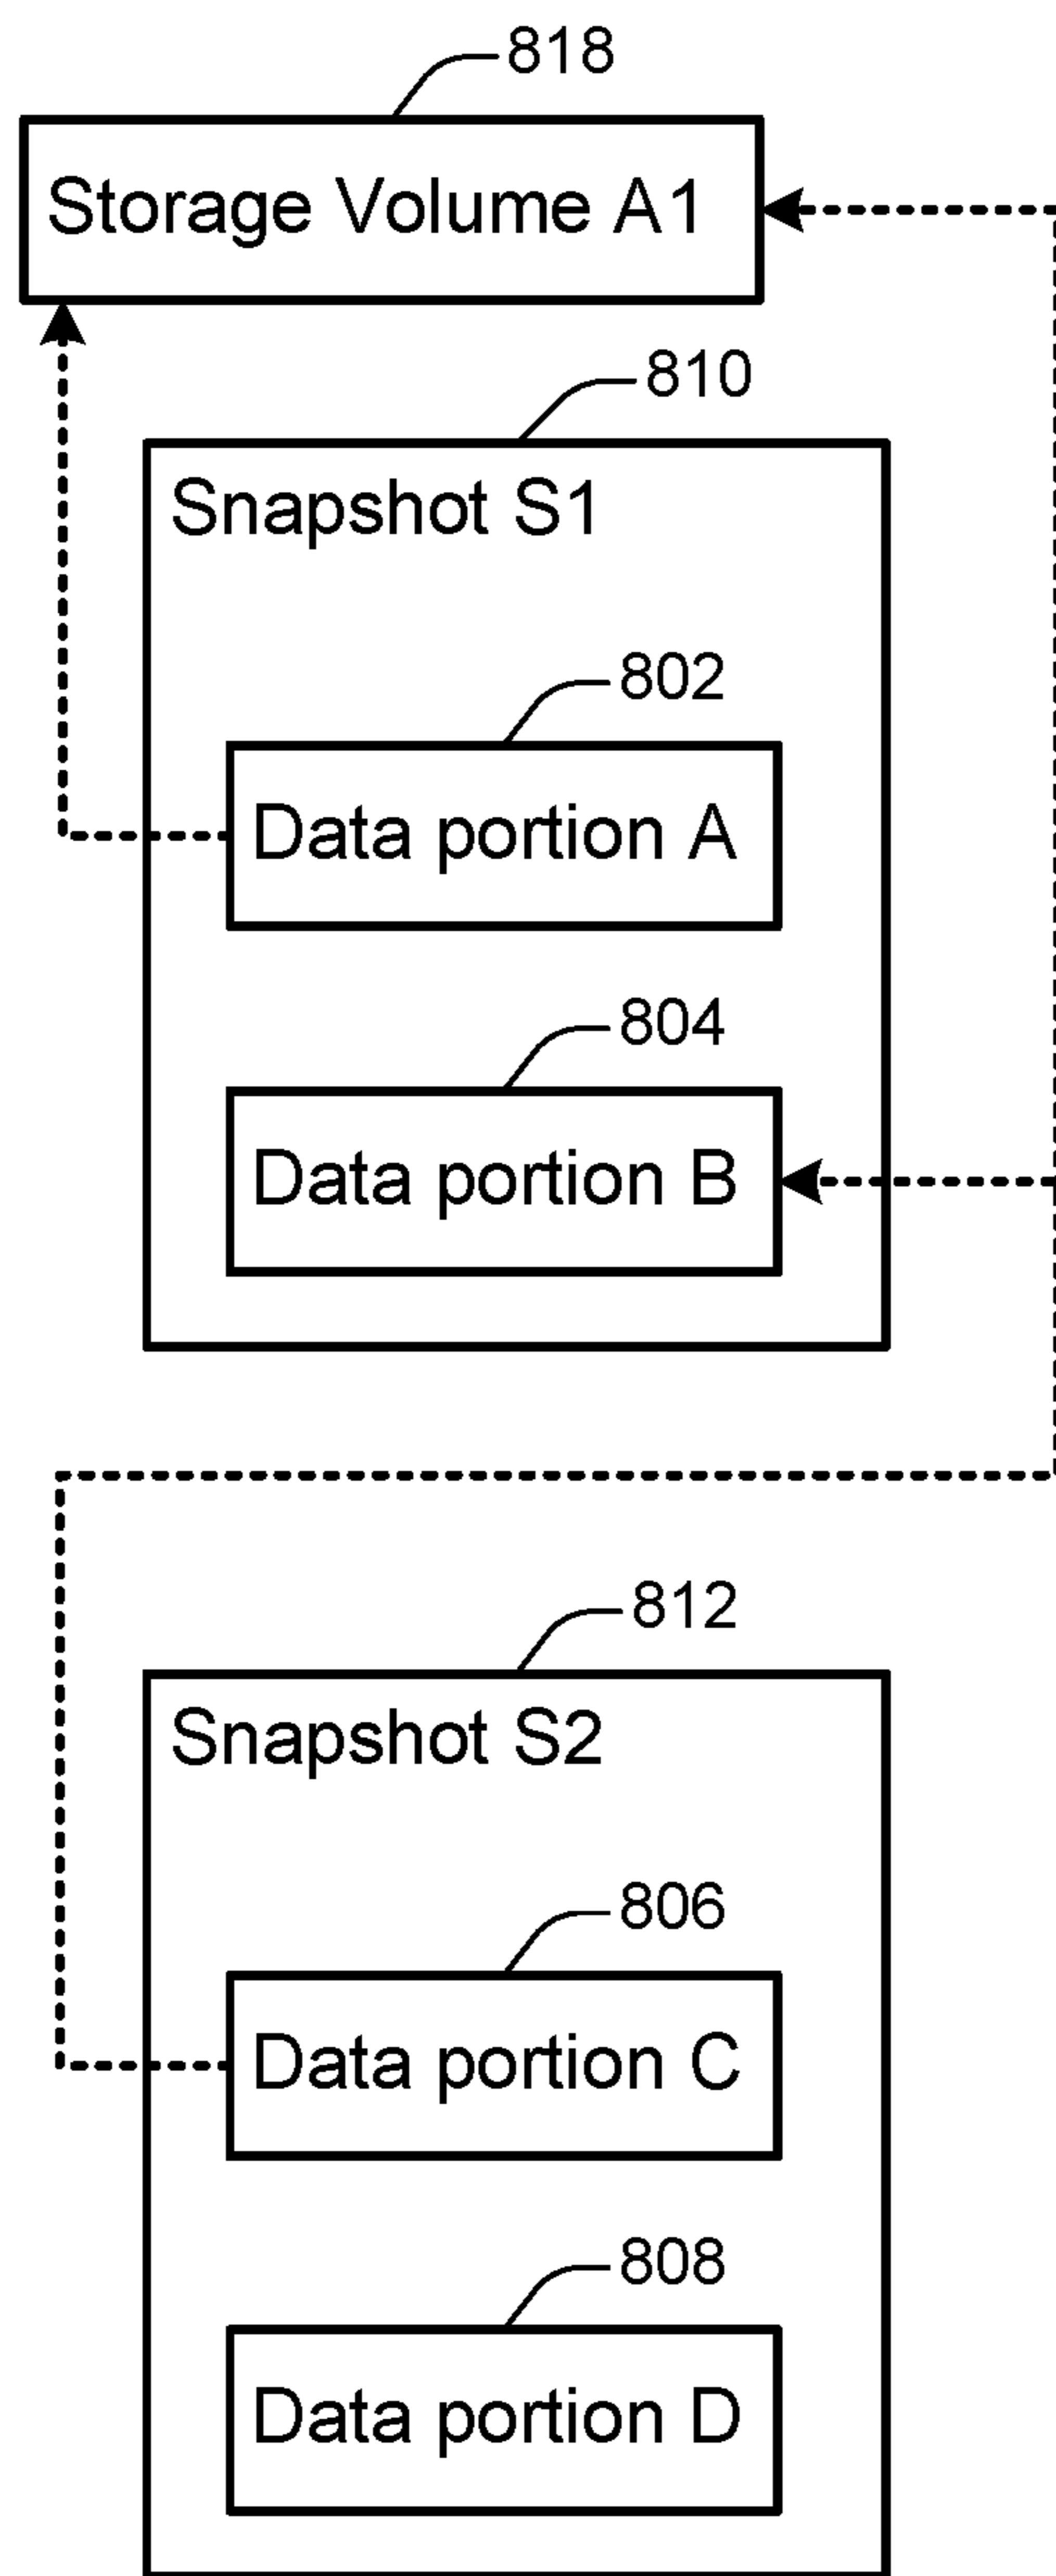 818
Storage Volume A1
810
Snapshot S1
802
Data portion A
804
Data portion B
812
Snapshot S2
806
Data portion C
808
Data portion D